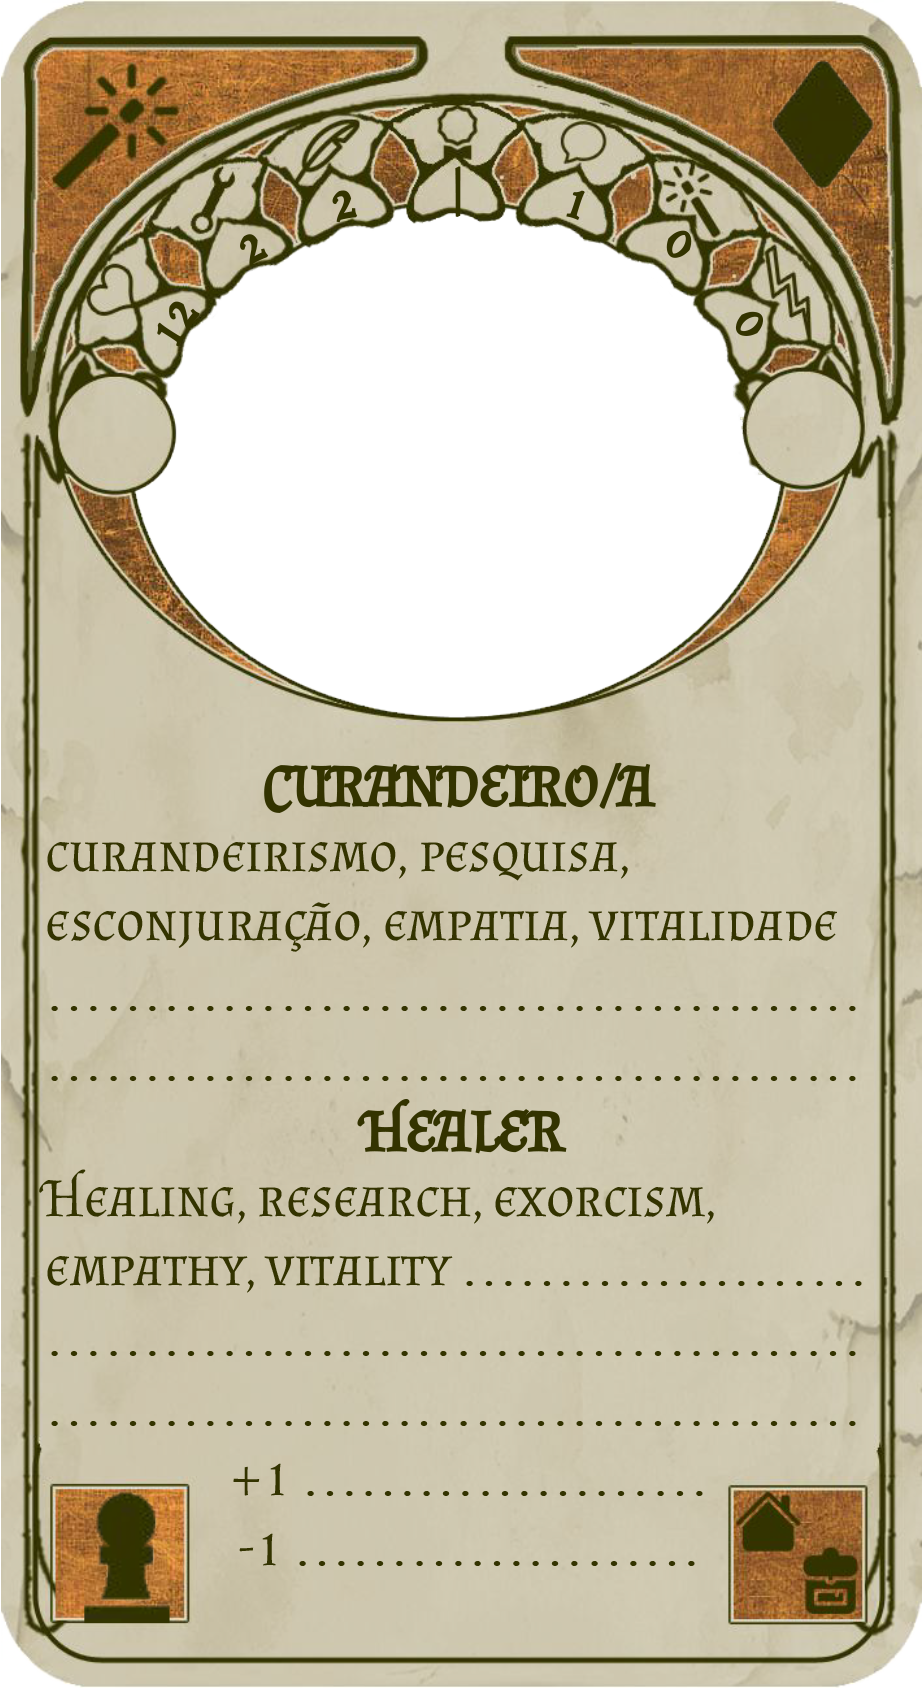 12 2 2 | 1 0 0
CURANDEIRO/A
CURANDEIRISMO, PESQUISA,
ESCONJURAÇÃO, EMPATIA, VITALIDADE
..........................................
..........................................
HEALER
HEALING, RESEARCH, EXORCISM,
EMPATHY, VITALITY .....................
..........................................
..........................................
+1 .....................
-1 .....................